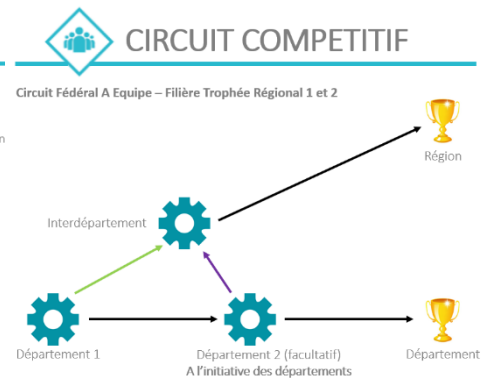 CIRCUIT COMPETITIF
Circuit Fédéral A Equipe – Filière Trophée Régional 1 et 2
Région
Interdépartement
Département 1
Département 2 (facultatif)
A l'initiative des départements
Département